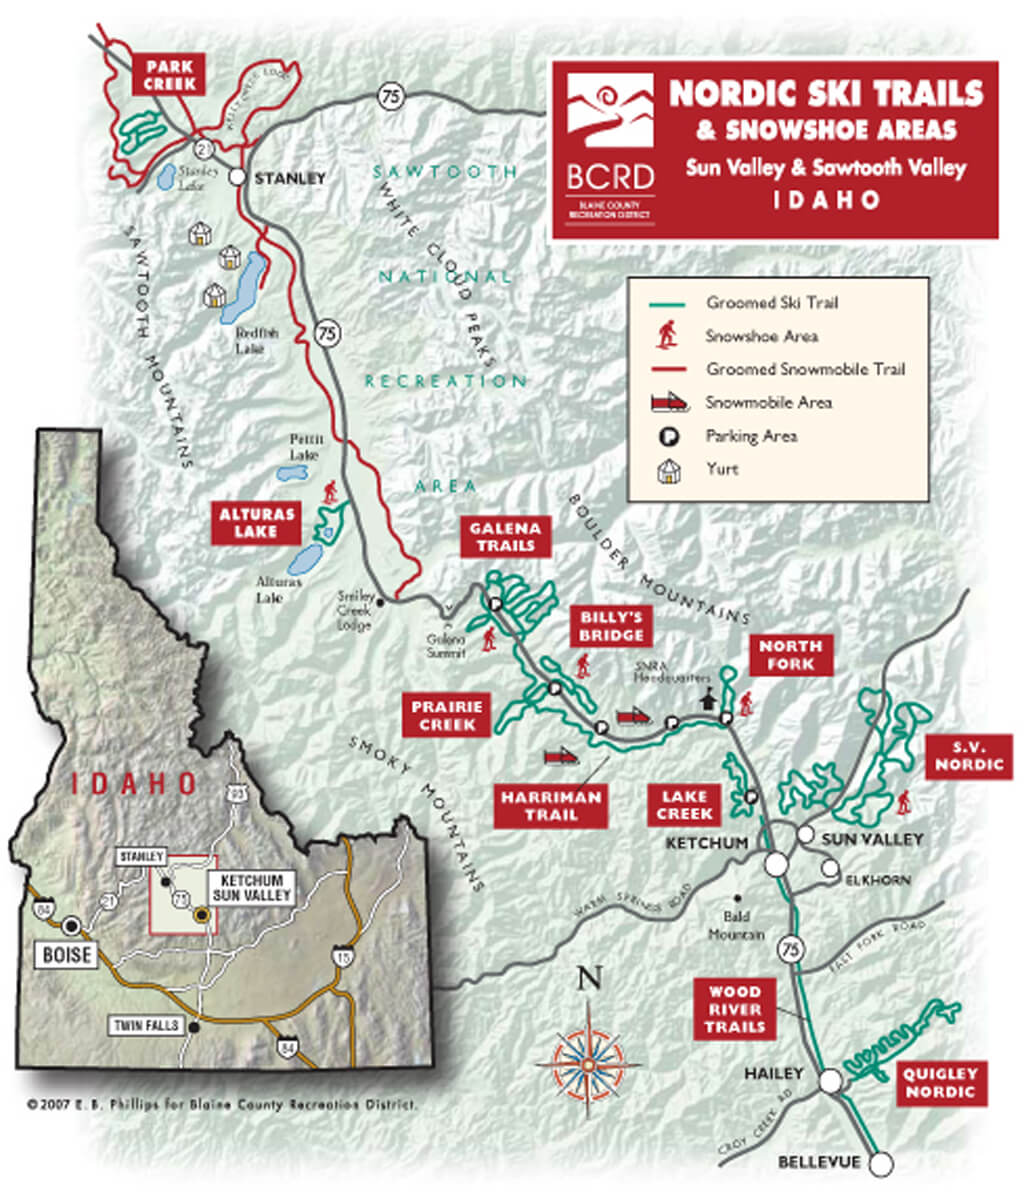 PARK
CREEK
VALLEY CREEK LOOP
75
21
Stanley
Lake
STANLEY
NORDIC SKI TRAILS
& SNOWSHOE AREAS
Sun Valley & Sawtooth Valley
IDAHO
BCRD
BLAINE COUNTY
RECREATION DISTRICT
SAWTOOTH
NATIONAL
RECREATION
AREA
WHITE CLOUD PEAKS
SAWTOOTH MOUNTAINS
Redfish
Lake
75
Groomed Ski Trail
Snowshoe Area
Groomed Snowmobile Trail
Snowmobile Area
P
Parking Area
Yurt
Pettit
Lake
ALTURAS
LAKE
Alturas
Lake
Smiley
Creek
Lodge
GALENA
TRAILS
Galena
Summit
BOULDER MOUNTAINS
BILLY'S
BRIDGE
SNRA
Headquarters
NORTH
FORK
PRAIRIE
CREEK
P
P
P
P
P
P
SMOKY MOUNTAINS
HARRIMAN
TRAIL
LAKE
CREEK
S.V.
NORDIC
KETCHUM
SUN VALLEY
ELKHORN
WARM SPRINGS ROAD
Bald
Mountain
75
EAST FORK ROAD
WOOD
RIVER
TRAILS
N
HAILEY
QUIGLEY
NORDIC
CROY CREEK RD
BELLEVUE
IDAHO
93
STANLEY
75
KETCHUM
SUN VALLEY
21
84
BOISE
15
TWIN FALLS
84
©2007 E. B. Phillips for Blaine County Recreation District.